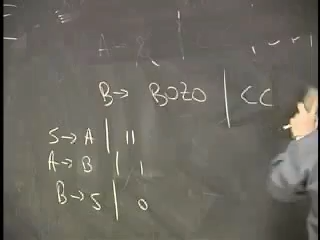 B → BOZO | CC
S → A | 11
A → B | 1
B → S | 0